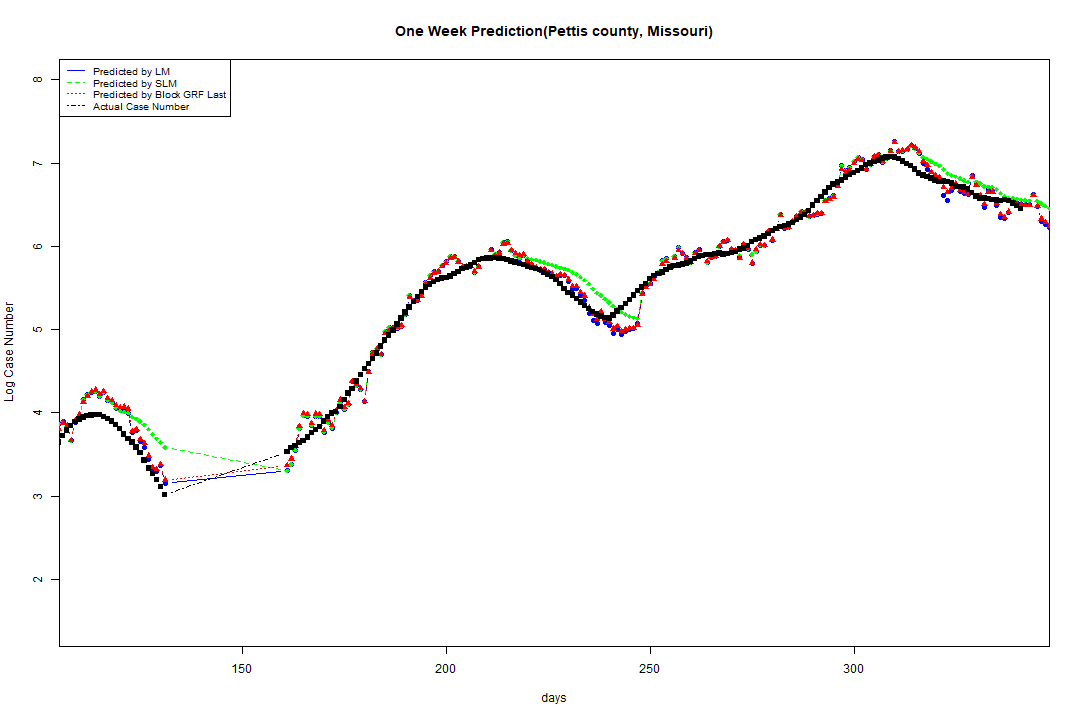 One Week Prediction(Pettis county, Missouri)
Predicted by LM
Predicted by SLM
Predicted by Block GRF Last
Actual Case Number
8
7
6
5
4
3
2
Log Case Number
150 200 250 300
days